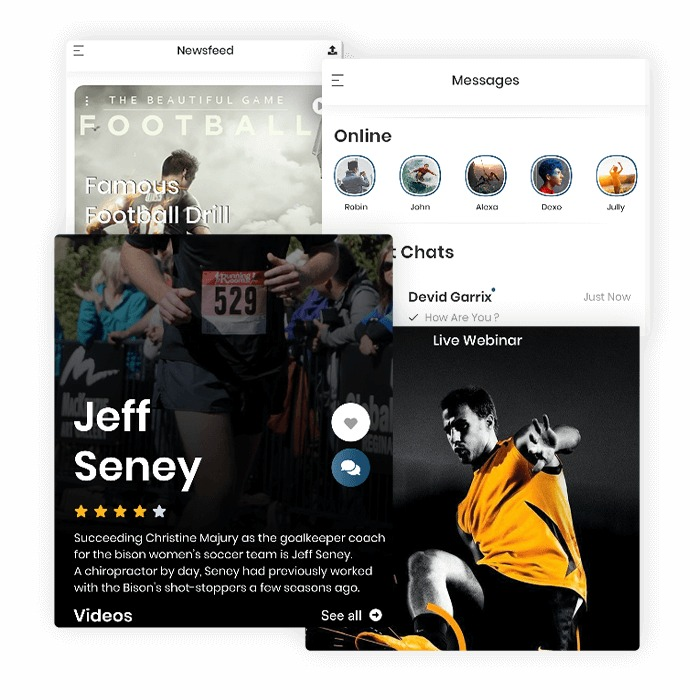 Newsfeed
THE BEAUTIFUL GAME
FOOTBALL
Famous
Football Drill
Messages
Online
Robin
John
Alexa
Dexo
Jully
t Chats
Devid Garrix
Just Now
How Are You ?
Live Webinar
529
Jeff
Seney
Succeeding Christine Majury as the goalkeeper coach
for the bison women's soccer team is Jeff Seney.
A chiropractor by day, Seney had previously worked
with the Bison's shot-stoppers a few seasons ago.
Videos
See all